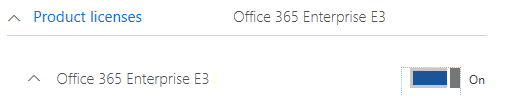 Product licenses Office 365 Enterprise E3
Office 365 Enterprise E3 On